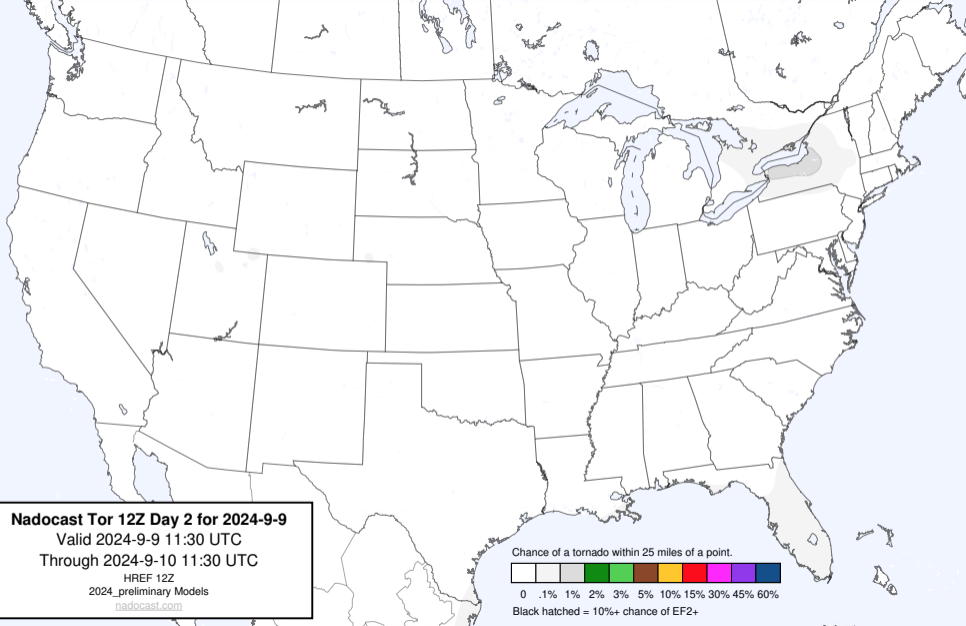 Nadocast Tor 12Z Day 2 for 2024-9-9
Valid 2024-9-9 11:30 UTC
Through 2024-9-10 11:30 UTC
HREF 12Z
2024_preliminary Models
nadocast.com
Chance of a tornado within 25 miles of a point.
0 .1% 1% 2% 3% 5% 10% 15% 30% 45% 60%
Black hatched = 10%+ chance of EF2+